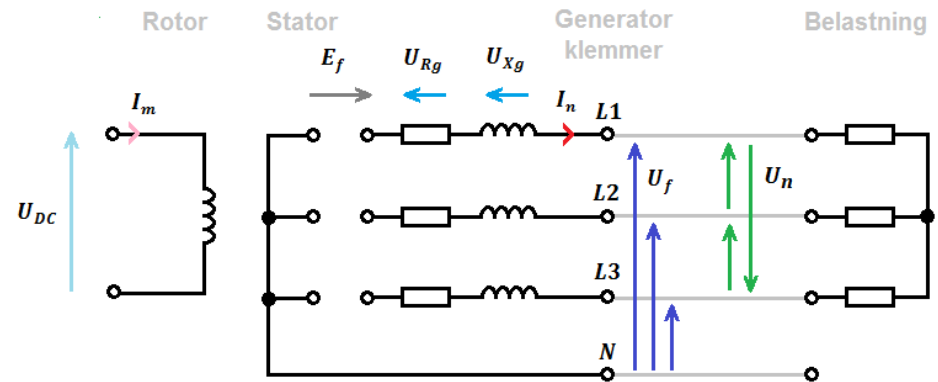 Rotor
Stator
Generator
klemmer
Belastning
E_f
U_Rg
U_Xg
I_m
I_n
L1
U_DC
L2
U_f
U_n
L3
N